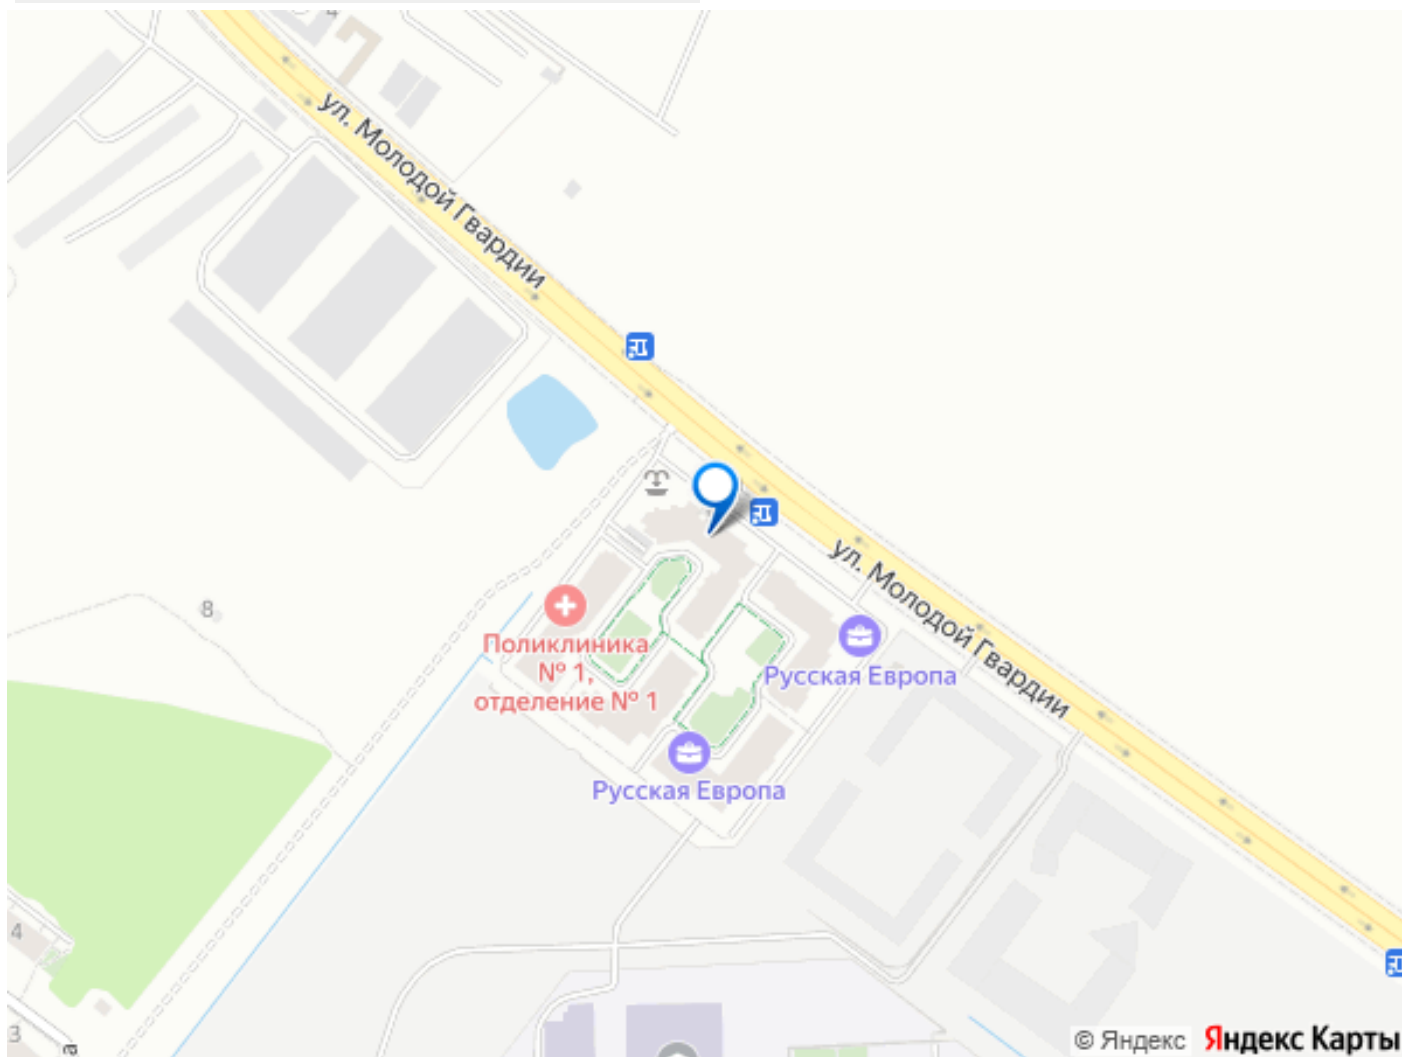 4
ул. Молодой Гвардии
8
Поликлиника
№ 1,
отделение № 1
ул. Молодой Гвардии
Русская Европа
Русская Европа
4
3
а
© Яндекс Яндекс Карты